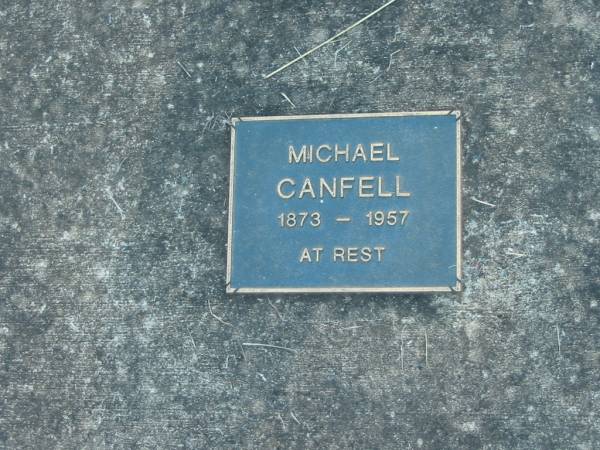 MICHAEL
CANFELL
1873 – 1957
AT REST